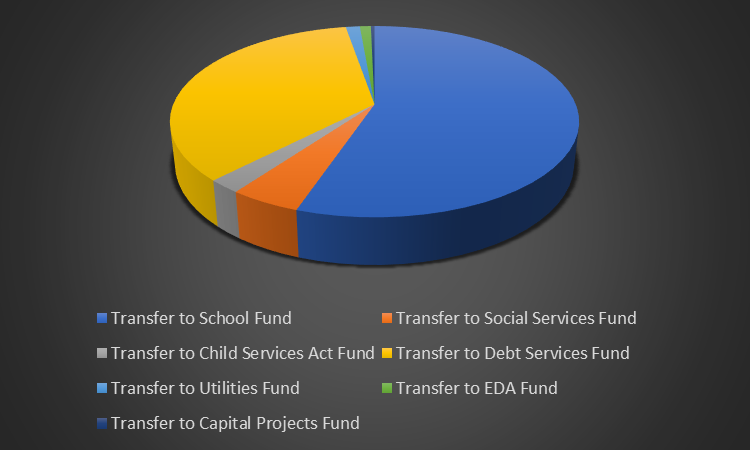 Transfer to School Fund
Transfer to Social Services Fund
Transfer to Child Services Act Fund
Transfer to Debt Services Fund
Transfer to Utilities Fund
Transfer to EDA Fund
Transfer to Capital Projects Fund